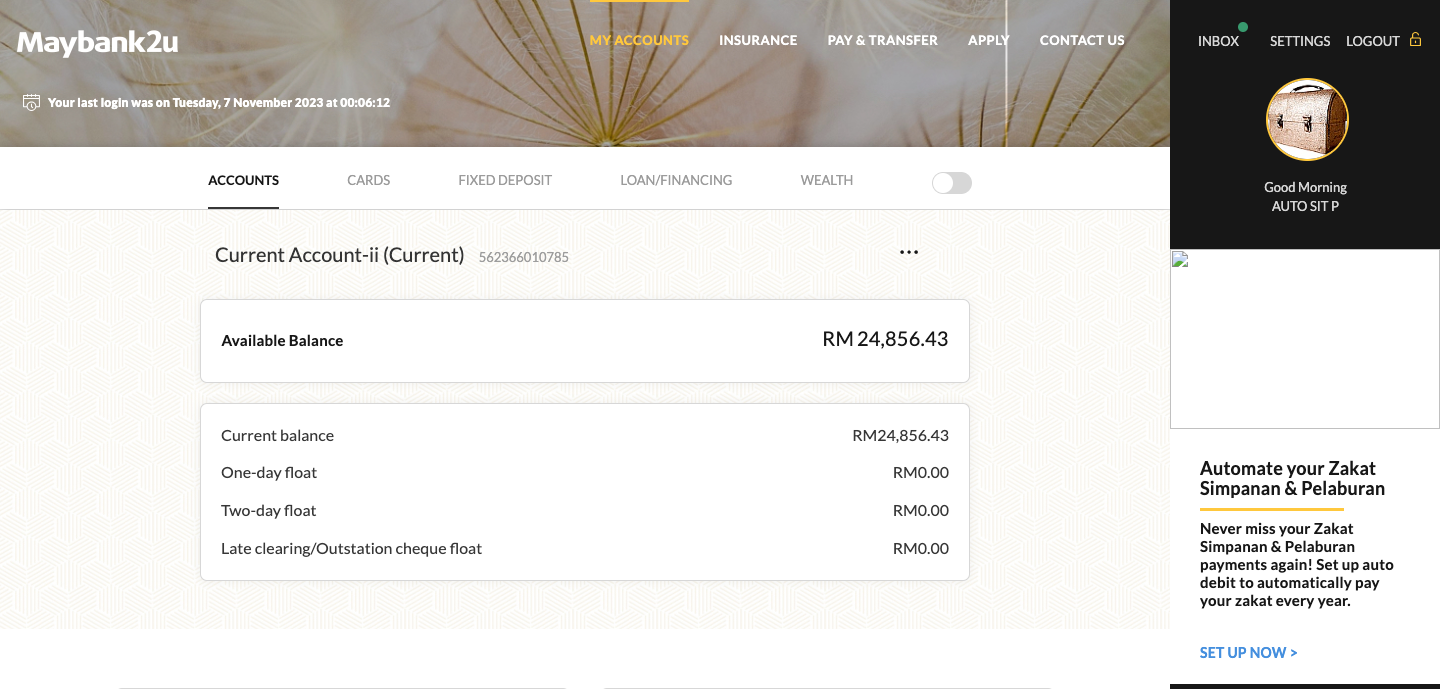 Maybank2u
MY ACCOUNTS INSURANCE PAY & TRANSFER APPLY CONTACT US
INBOX SETTINGS LOGOUT
Your last login was on Tuesday, 7 November 2023 at 00:06:12
Good Morning
AUTO SIT P
ACCOUNTS CARDS FIXED DEPOSIT LOAN/FINANCING WEALTH
Current Account-ii (Current) 562366010785
Available Balance RM 24,856.43
Current balance RM24,856.43
One-day float RM0.00
Two-day float RM0.00
Late clearing/Outstation cheque float RM0.00
Automate your Zakat
Simpanan & Pelaburan
Never miss your Zakat
Simpanan & Pelaburan
payments again! Set up auto
debit to automatically pay
your zakat every year.
SET UP NOW >